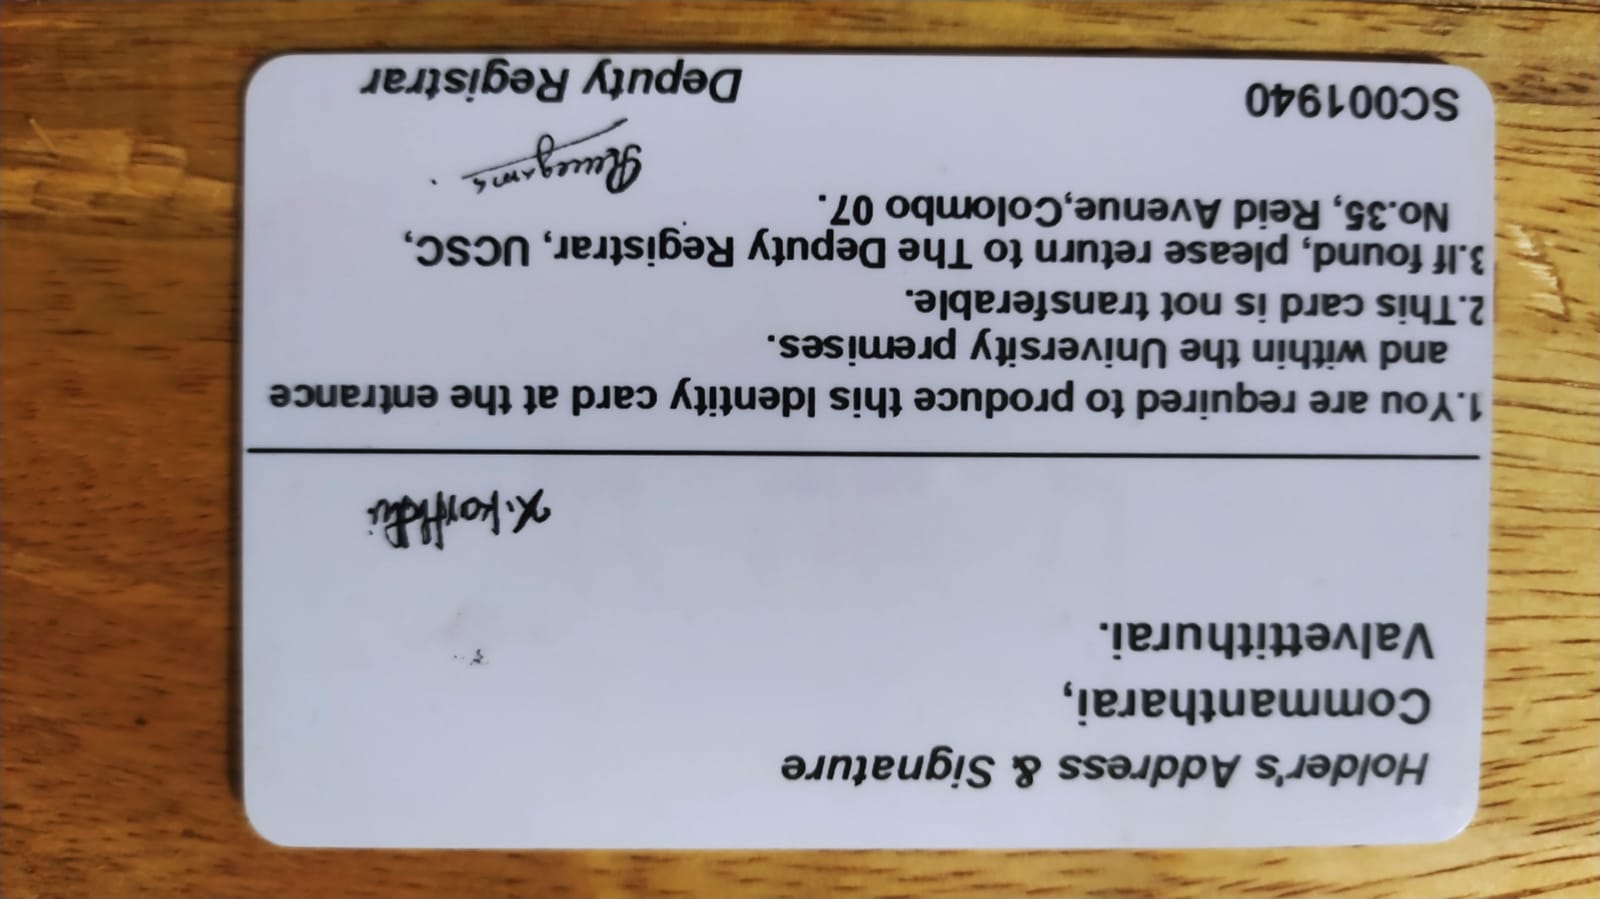 Holder's Address & Signature
Commantharai,
Valvettithurai.
1.You are required to produce this Identity card at the entrance
and within the University premises.
2.This card is not transferable.
3.If found, please return to The Deputy Registrar, UCSC,
No.35, Reid Avenue,Colombo 07.
SC001940
Deputy Registrar